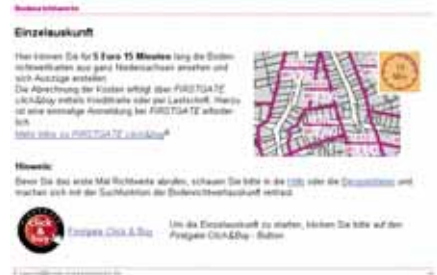 Bodenrichtwerte
Einzelauskunft
Hier können Sie für 5 Euro 15 Minuten lang die Boden-
richtwertkarten aus ganz Niedersachsen ansehen und
sich Auszüge erstellen.
Die Abrechnung der Kosten erfolgt über FIRSTGATE
click&buy mittels Kreditkarte oder per Lastschrift. Hierzu
ist eine einmalige Anmeldung bei FIRSTGATE erforder-
lich.
Mehr Infos zu FIRSTGATE click&buy
15
Min.
Hinweis:
Bevor Sie das erste Mal Richtwerte abrufen, schauen Sie bitte in die Hilfe oder die und
machen sich mit der Suchfunktion der Bodenrichtwertauskunft vertraut.
click
& buy
Firstgate Click & Buy
Um die Einzelauskunft zu starten, klicken Sie bitte auf den
Firstgate Click&Buy - Button.